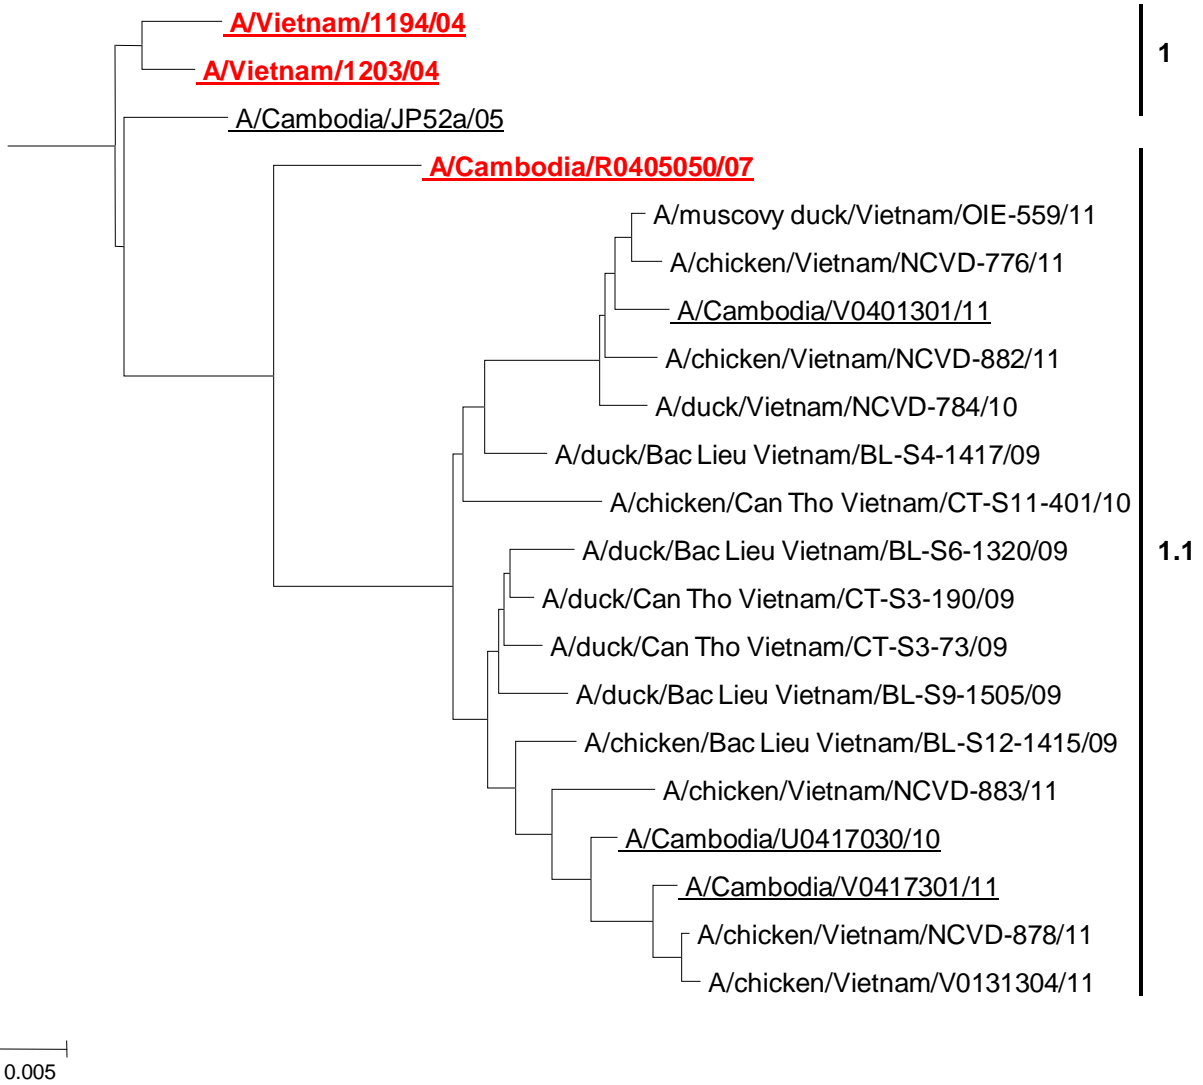 A/Vietnam/1194/04
1
A/Vietnam/1203/04
A/Cambodia/JP52a/05
A/Cambodia/R0405050/07
A/muscovy duck/Vietnam/OIE-559/11
A/chicken/Vietnam/NCVD-776/11
A/Cambodia/V0401301/11
A/chicken/Vietnam/NCVD-882/11
A/duck/Vietnam/NCVD-784/10
A/duck/Bac Lieu Vietnam/BL-S4-1417/09
A/chicken/Can Tho Vietnam/CT-S11-401/10
A/duck/Bac Lieu Vietnam/BL-S6-1320/09
1.1
A/duck/Can Tho Vietnam/CT-S3-190/09
A/duck/Can Tho Vietnam/CT-S3-73/09
A/duck/Bac Lieu Vietnam/BL-S9-1505/09
A/chicken/Bac Lieu Vietnam/BL-S12-1415/09
A/chicken/Vietnam/NCVD-883/11
A/Cambodia/U0417030/10
A/Cambodia/V0417301/11
A/chicken/Vietnam/NCVD-878/11
A/chicken/Vietnam/V0131304/11
0.005